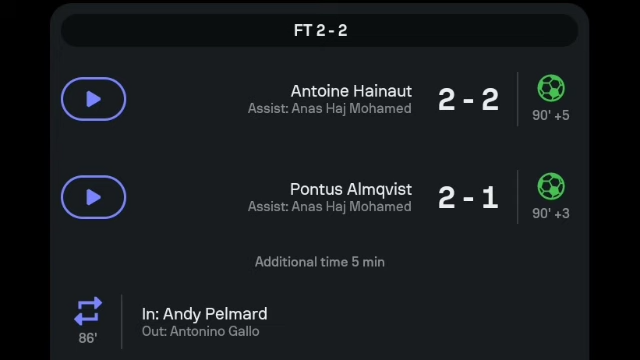 FT 2 - 2
Antoine Hainaut
Assist: Anas Haj Mohamed
2 - 2
90' +5
Pontus Almqvist
Assist: Anas Haj Mohamed
2 - 1
90' +3
Additional time 5 min
In: Andy Pelmard
Out: Antonino Gallo
86'